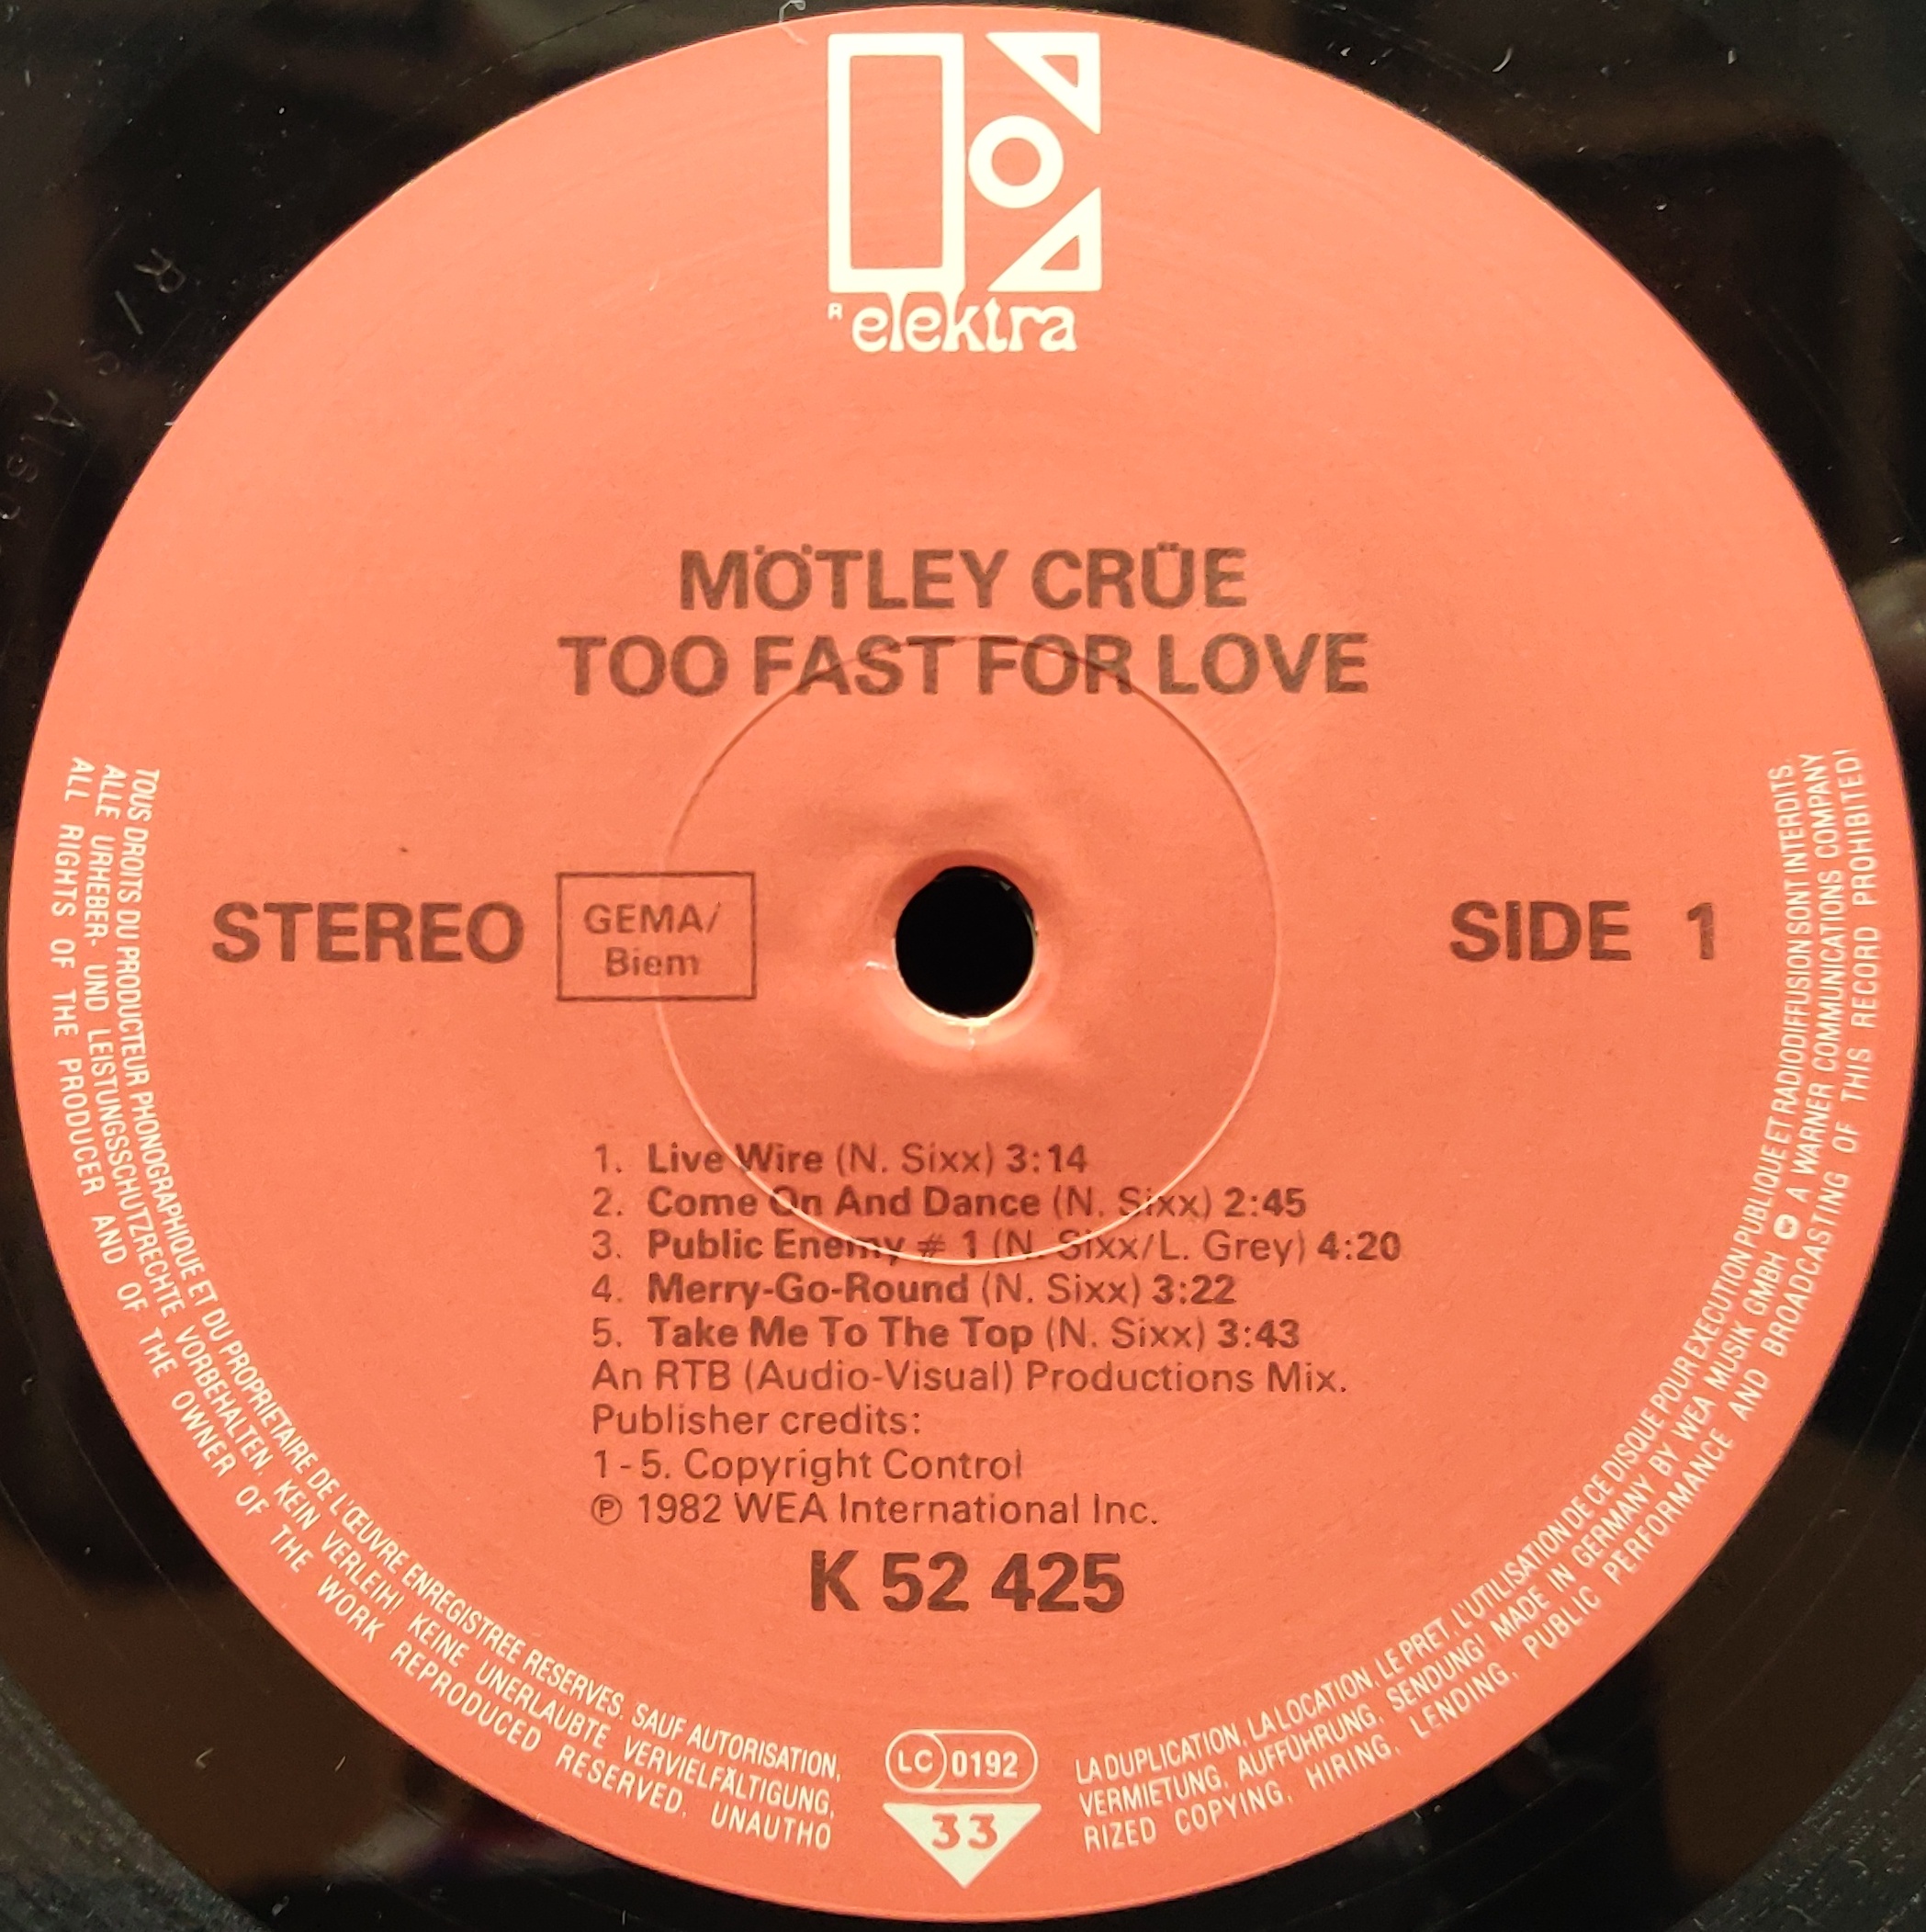 R elektra
MÖTLEY CRÜE
TOO FAST FOR LOVE
STEREO
GEMA/
Biem
SIDE 1
1. Live Wire (N. Sixx) 3:14
2. Come On And Dance (N. Sixx) 2:45
3. Public Enemy # 1 (N. Sixx/L. Grey) 4:20
4. Merry-Go-Round (N. Sixx) 3:22
5. Take Me To The Top (N. Sixx) 3:43
An RTB (Audio-Visual) Productions Mix.
Publisher credits:
1-5. Copyright Control
℗ 1982 WEA International Inc.
K 52 425
TOUS DROITS DU PRODUCTEUR PHONOGRAPHIQUE ET DU PROPRIETAIRE DE L'ŒUVRE ENREGISTREE RESERVES. SAUF AUTORISATION, LA DUPLICATION, LA LOCATION, LE PRET, L'UTILISATION DE CE DISQUE POUR EXECUTION PUBLIQUE ET RADIODIFFUSION SONT INTERDITS.
ALLE URHEBER- UND LEISTUNGSSCHUTZRECHTE VORBEHALTEN. KEIN VERLEIH! KEINE UNERLAUBTE VERVIELFÄLTIGUNG, VERMIETUNG, AUFFÜHRUNG, SENDUNG! MADE IN GERMANY BY WEA MUSIK GMBH A WARNER COMMUNICATIONS COMPANY
ALL RIGHTS OF THE PRODUCER AND OF THE OWNER OF THE WORK REPRODUCED RESERVED. UNAUTHORIZED COPYING, HIRING, LENDING, PUBLIC PERFORMANCE AND BROADCASTING OF THIS RECORD PROHIBITED!
LC 0192
33